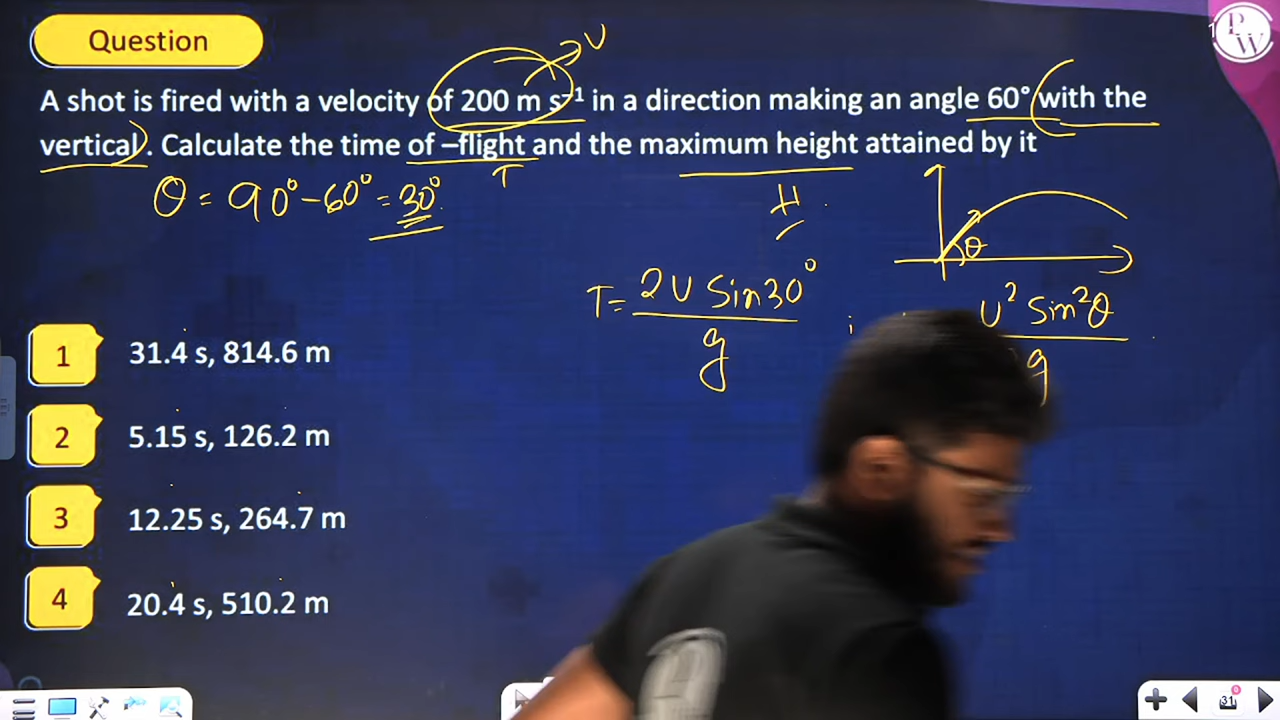 Question
U
A shot is fired with a velocity of 200 m s⁻¹ in a direction making an angle 60° with the
vertical. Calculate the time of –flight and the maximum height attained by it
θ = 90° - 60° = 30°
T
H
θ
T = 2U Sin30° / g
U² Sin²θ / g
1 31.4 s, 814.6 m
2 5.15 s, 126.2 m
3 12.25 s, 264.7 m
4 20.4 s, 510.2 m
PW
31